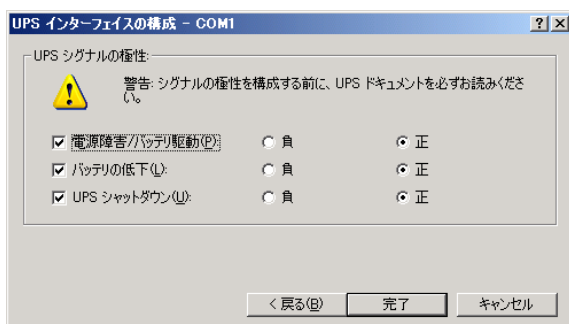 UPS インターフェイスの構成 - COM1
UPS シグナルの極性:
警告: シグナルの極性を構成する前に、UPS ドキュメントを必ずお読みくださ
い。
電源障害/バッテリ駆動(P): 負 正
バッテリの低下(L): 負 正
UPS シャットダウン(U): 負 正
< 戻る(B) 完了 キャンセル